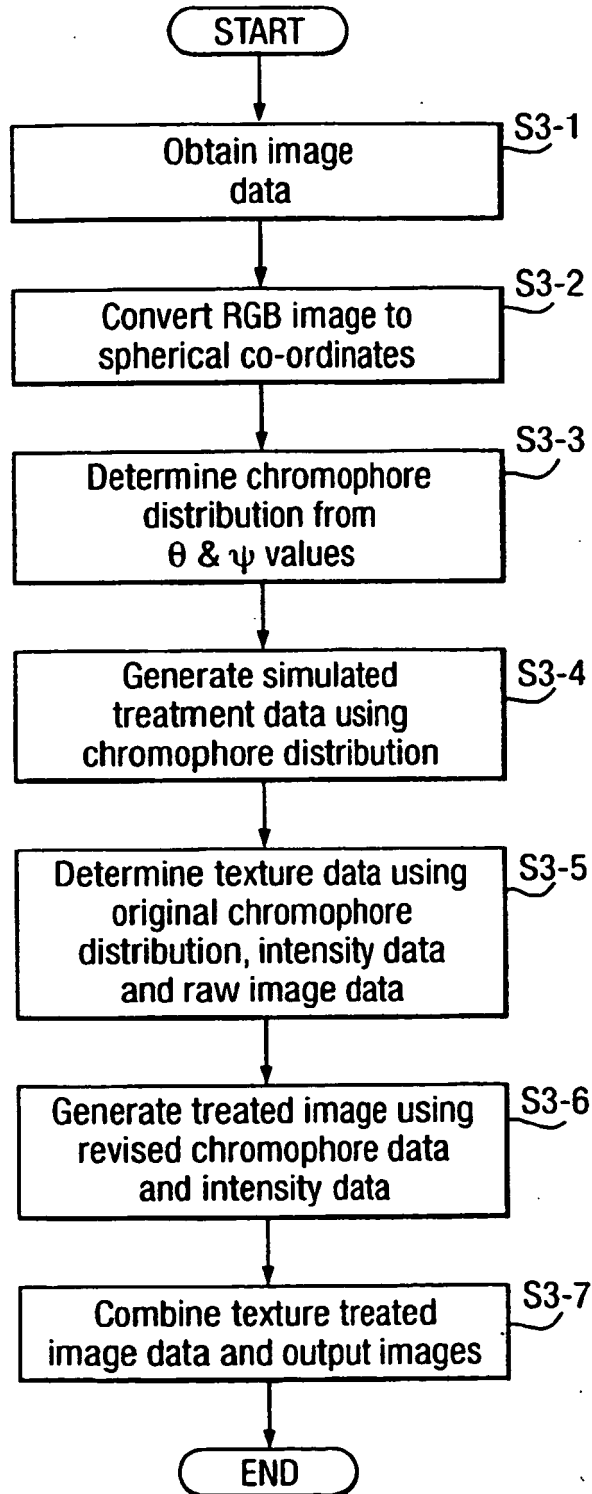 START
S3-1
Obtain image
data
S3-2
Convert RGB image to
spherical co-ordinates
S3-3
Determine chromophore
distribution from
θ & ψ values
S3-4
Generate simulated
treatment data using
chromophore distribution
S3-5
Determine texture data using
original chromophore
distribution, intensity data
and raw image data
S3-6
Generate treated image using
revised chromophore data
and intensity data
S3-7
Combine texture treated
image data and output images
END